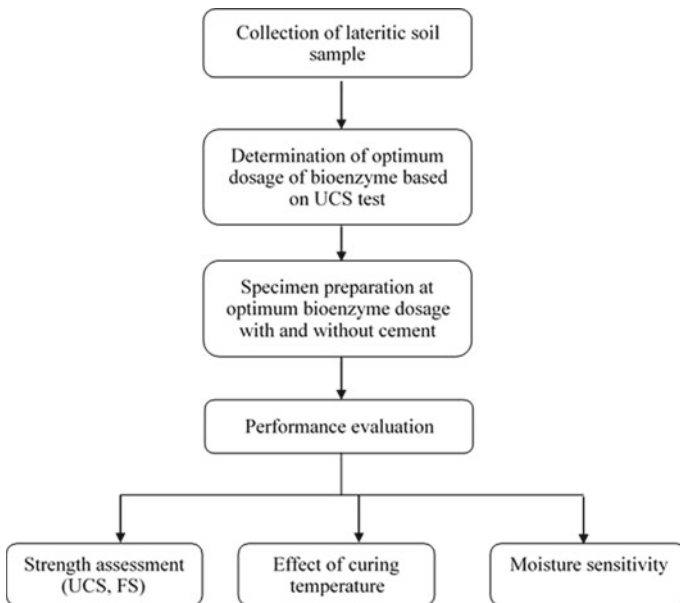 Collection of lateritic soil
sample
Determination of optimum
dosage of bioenzyme based
on UCS test
Specimen preparation at
optimum bioenzyme dosage
with and without cement
Performance evaluation
Strength assessment
(UCS, FS)
Effect of curing
temperature
Moisture sensitivity